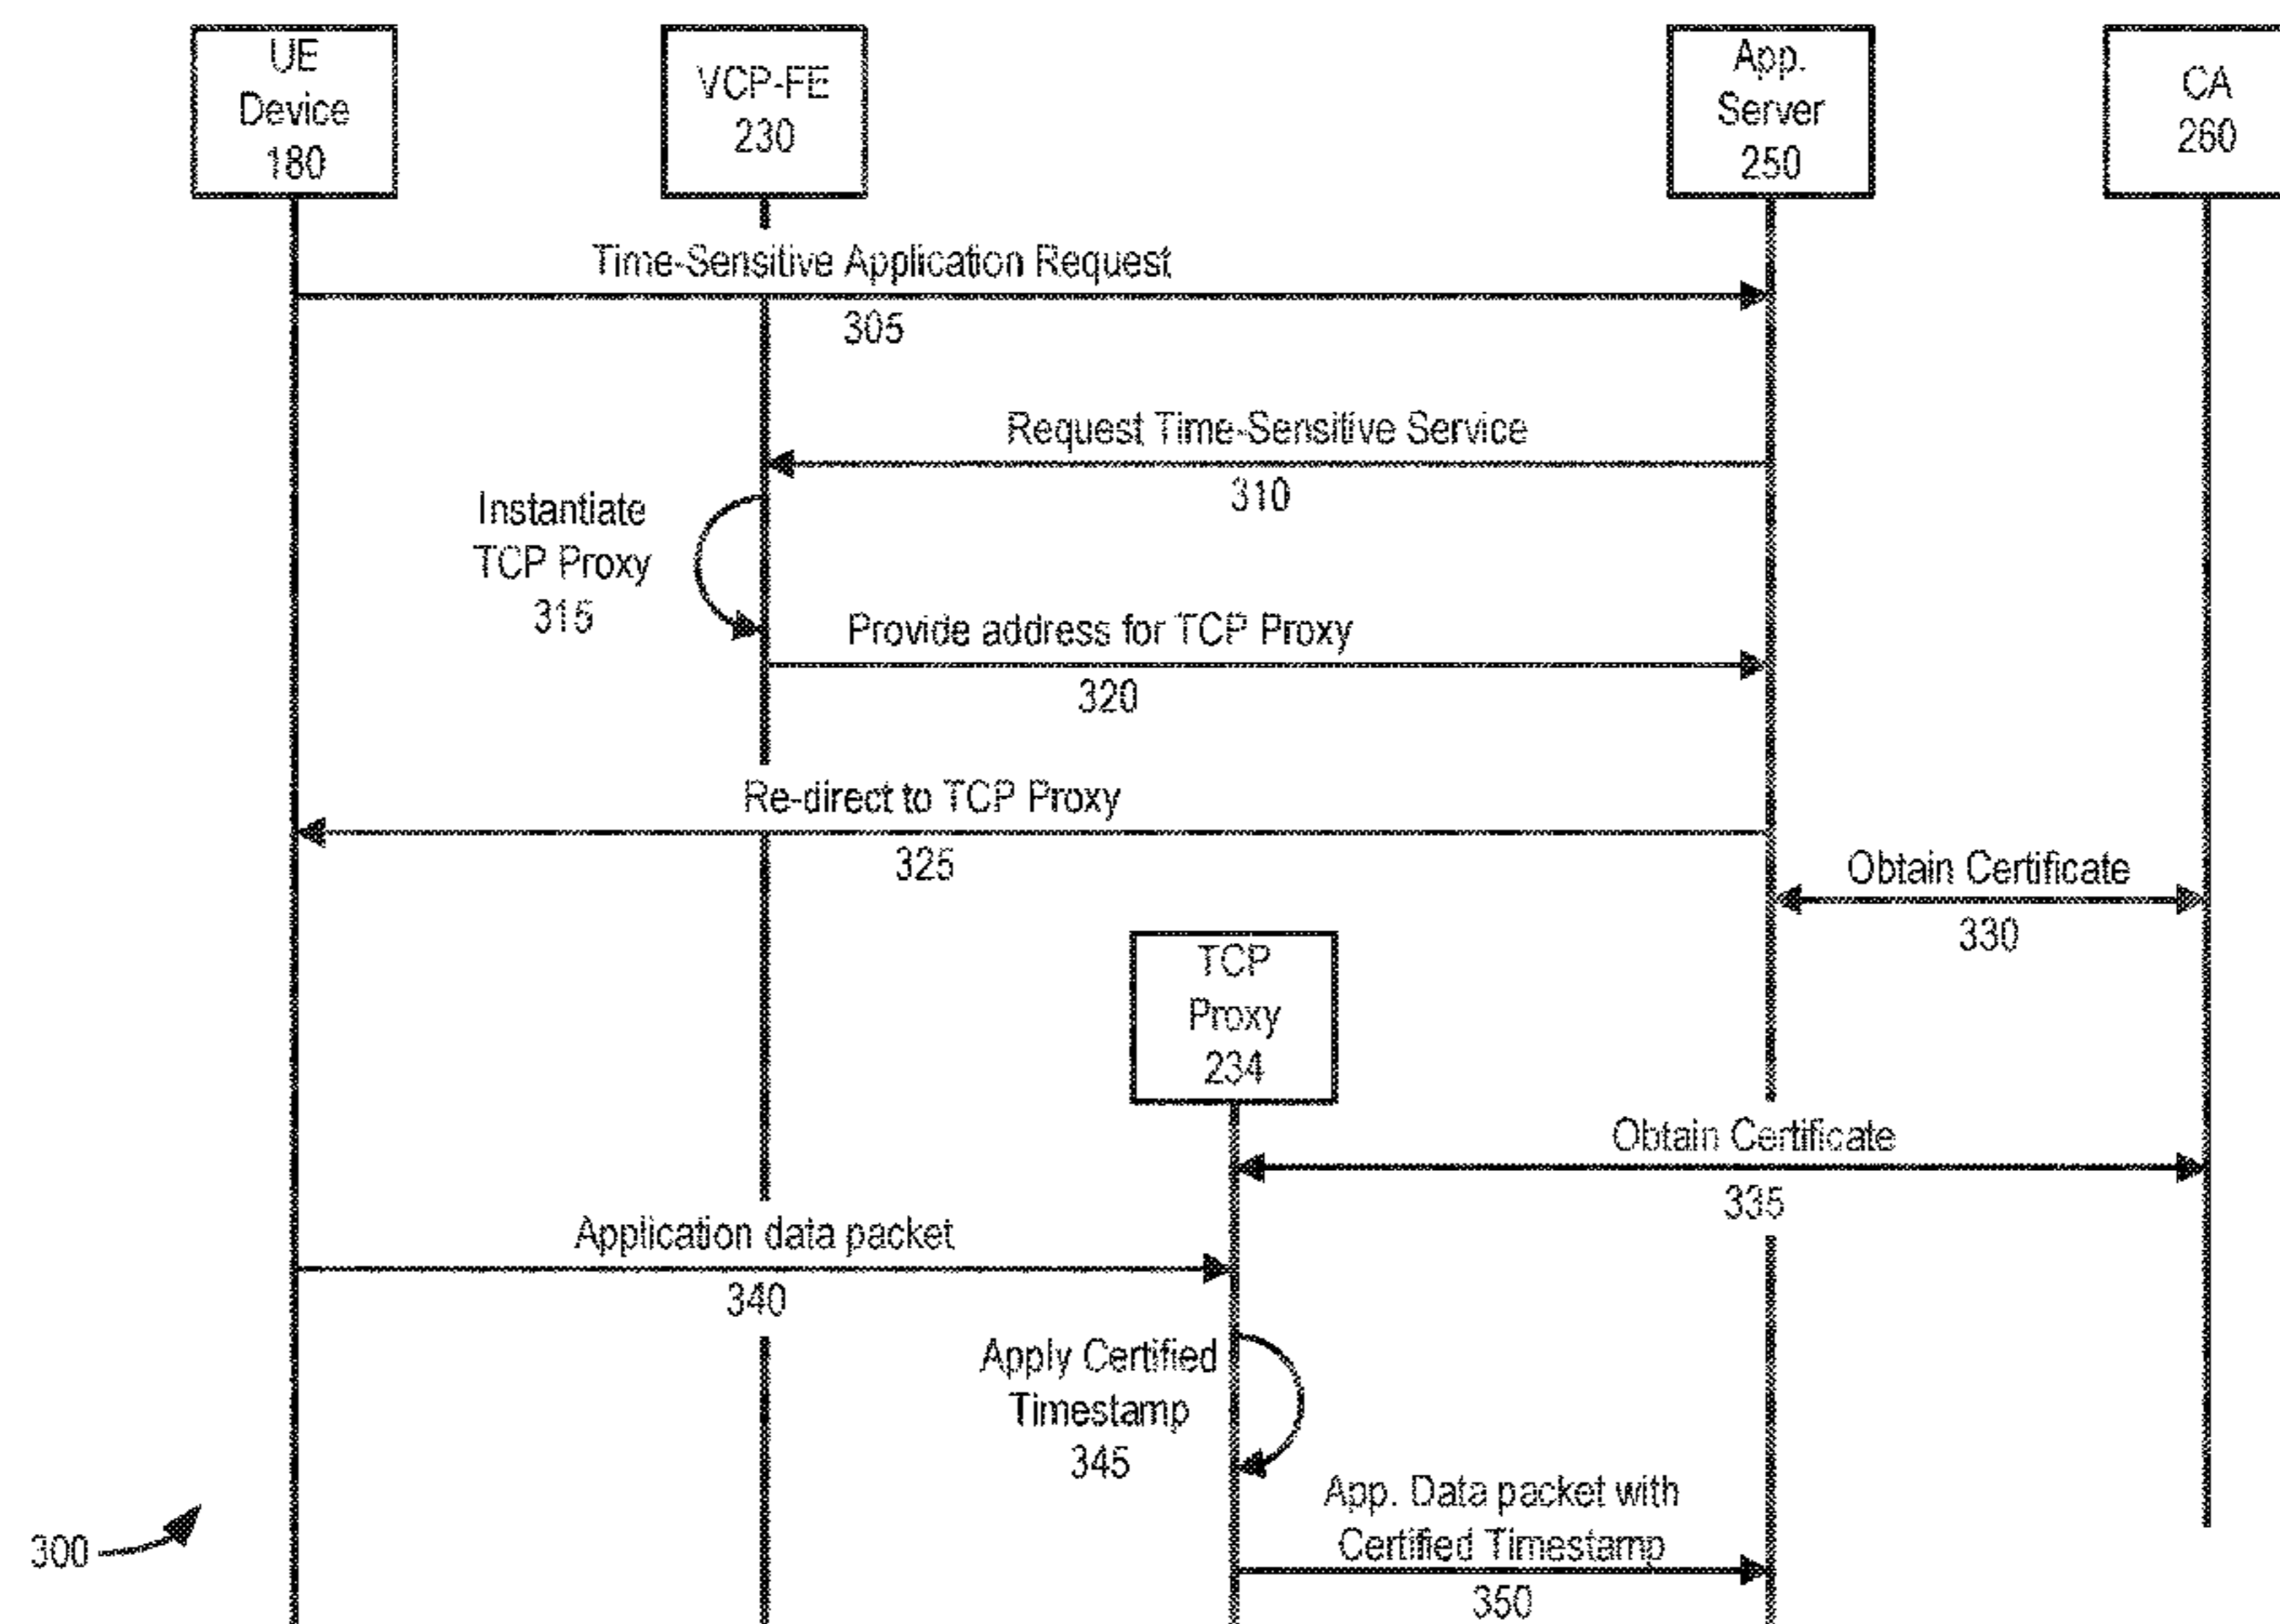 UE
Device
180
VCP-FE
230
App.
Server
250
CA
260
Time-Sensitive Application Request
305
Request Time-Sensitive Service
310
Instantiate
TCP Proxy
315
Provide address for TCP Proxy
320
Re-direct to TCP Proxy
325
Obtain Certificate
330
TCP
Proxy
234
Obtain Certificate
335
Application data packet
340
Apply Certified
Timestamp
345
App. Data packet with
Certified Timestamp
350
300